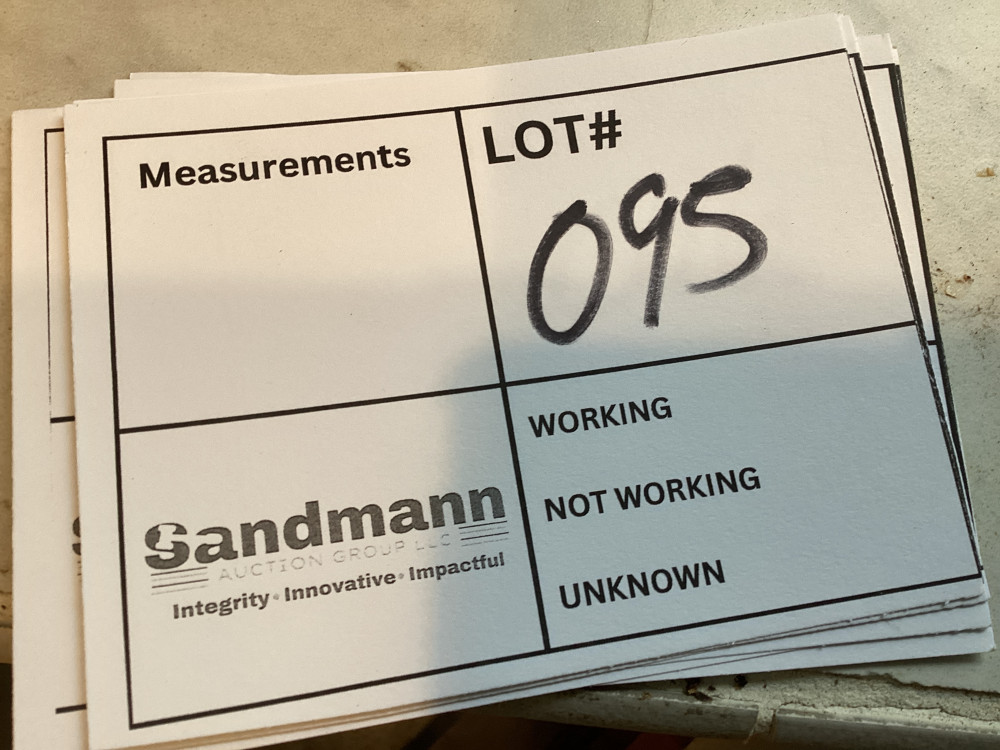 Measurements
LOT#
095
WORKING
NOT WORKING
UNKNOWN
Sandmann
AUCTION GROUP LLC
Integrity • Innovative • Impactful